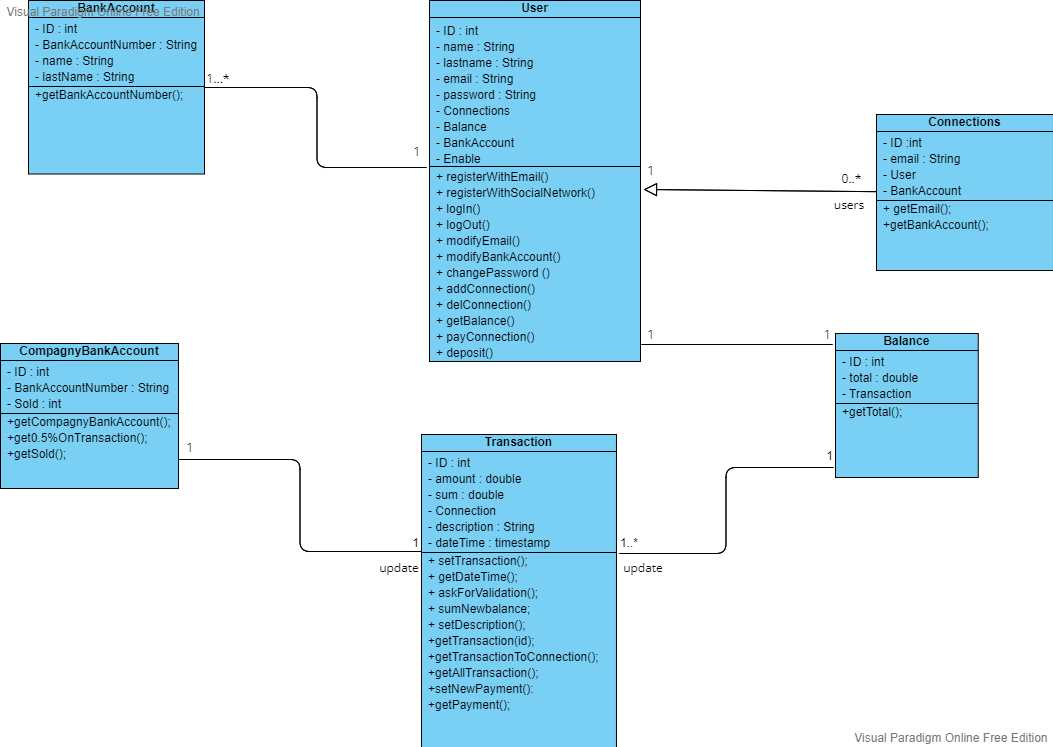 Visual Paradigm Online Free Edition
BankAccount
- ID : int
- BankAccountNumber : String
- name : String
- lastName : String
+getBankAccountNumber();
1...*
1
User
- ID : int
- name : String
- lastname : String
- email : String
- password : String
- Connections
- Balance
- BankAccount
- Enable
+ registerWithEmail()
+ registerWithSocialNetwork()
+ logIn()
+ logOut()
+ modifyEmail()
+ modifyBankAccount()
+ changePassword ()
+ addConnection()
+ delConnection()
+ getBalance()
+ payConnection()
+ deposit()
1
0..*
users
Connections
- ID :int
- email : String
- User
- BankAccount
+ getEmail();
+getBankAccount();
1
1
Balance
- ID : int
- total : double
- Transaction
+getTotal();
1
CompagnyBankAccount
- ID : int
- BankAccountNumber : String
- Sold : int
+getCompagnyBankAccount();
+get0.5%OnTransaction();
+getSold();
1
1
update
Transaction
- ID : int
- amount : double
- sum : double
- Connection
- description : String
- dateTime : timestamp
+ setTransaction();
+ getDateTime();
+ askForValidation();
+ sumNewbalance;
+ setDescription();
+getTransaction(id);
+getTransactionToConnection();
+getAllTransaction();
+setNewPayment():
+getPayment();
1..*
update
Visual Paradigm Online Free Edition